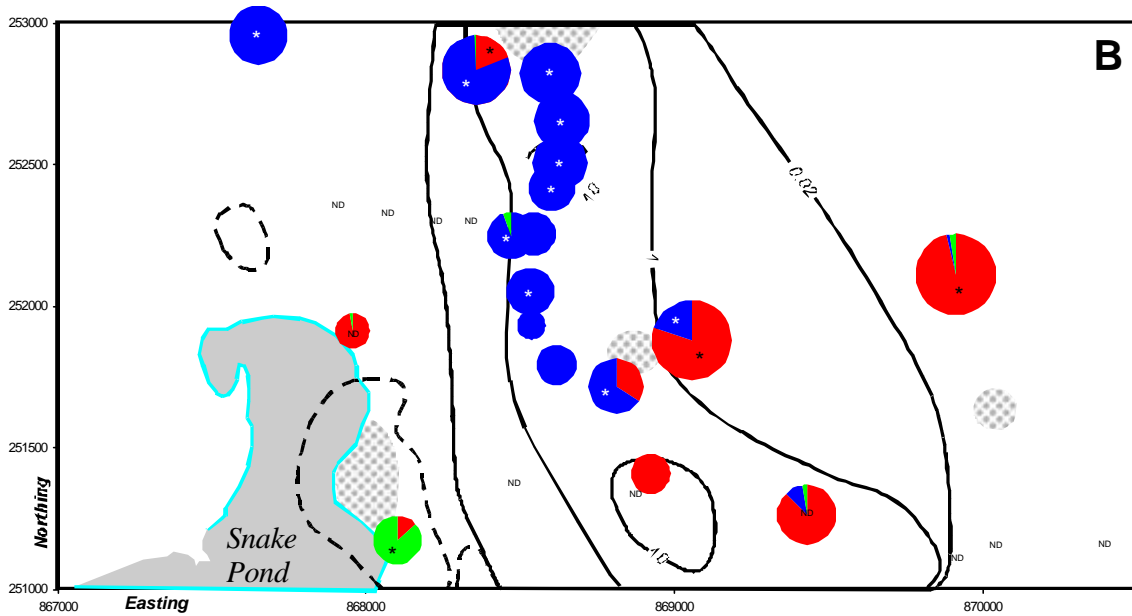 253000
B
*
*
*
*
*
252500
*
*
10
0.02
ND
ND
ND
ND
*
1
252000
*
*
*
*
ND
*
251500
ND
ND
ND
*
10
ND
ND
ND
Snake
Pond
Northing
251000
867000
Easting
868000
869000
870000